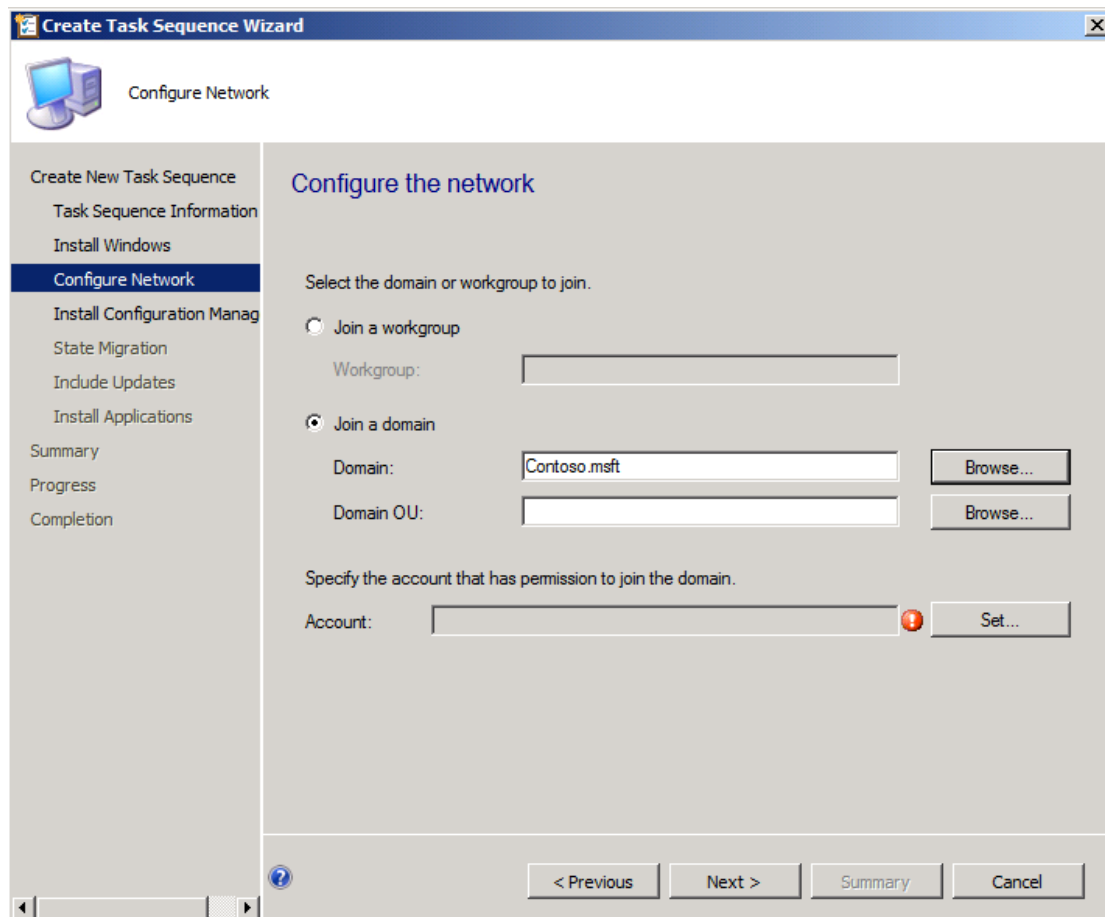 Create Task Sequence Wizard
Configure Network
Create New Task Sequence
Task Sequence Information
Install Windows
Configure Network
Install Configuration Manag
State Migration
Include Updates
Install Applications
Summary
Progress
Completion
Configure the network
Select the domain or workgroup to join.
Join a workgroup
Workgroup:
Join a domain
Domain: Contoso.msft Browse...
Domain OU: Browse...
Specify the account that has permission to join the domain.
Account: Set...
< Previous Next > Summary Cancel